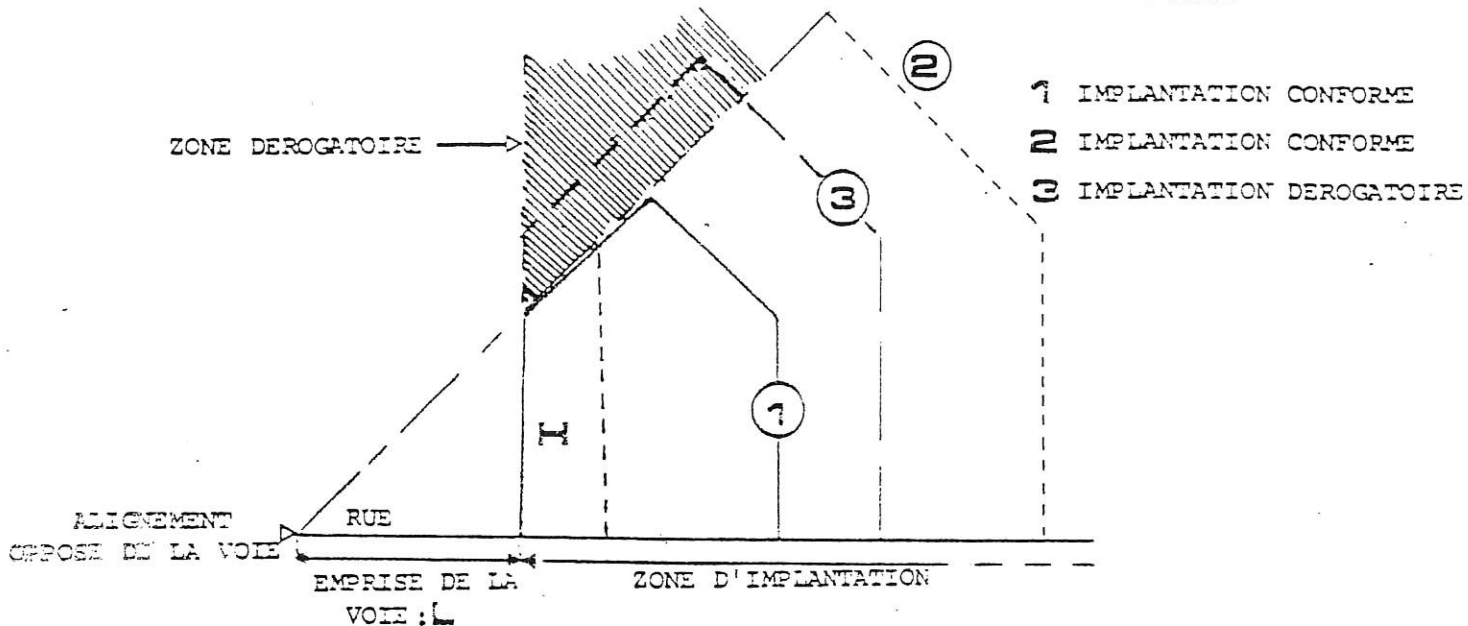 2
1 IMPLANTATION CONFORME
ZONE DEROGATOIRE
2 IMPLANTATION CONFORME
3
3 IMPLANTATION DEROGATOIRE
1
H
ALIGNEMENT
OPPOSE DE LA VOIE
RUE
EMPRISE DE LA
VOIE : L
ZONE D'IMPLANTATION